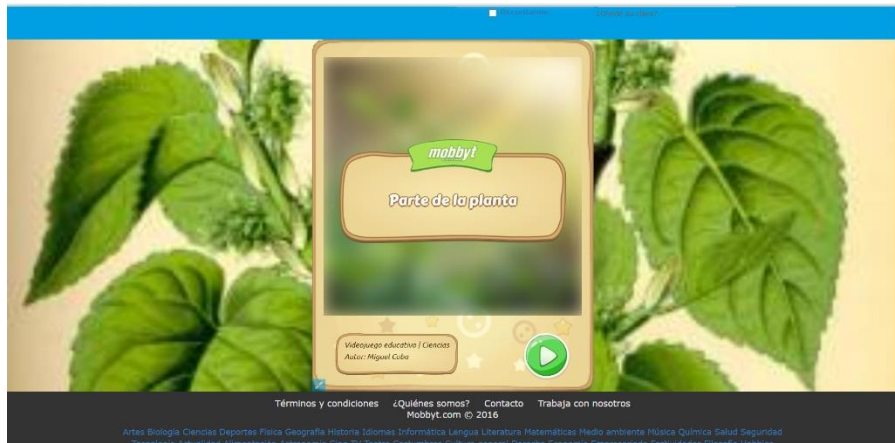 mobbyt
Parte de la planta
Videojuego educativo | Ciencias
Autor: Miguel Cuba
Términos y condiciones ¿Quiénes somos? Contacto Trabaja con nosotros
Mobbyt.com © 2016
Artes Biología Ciencias Deportes Física Geografía Historia Idiomas Informática Lengua Literatura Matemáticas Medio ambiente Música Química Salud Seguridad